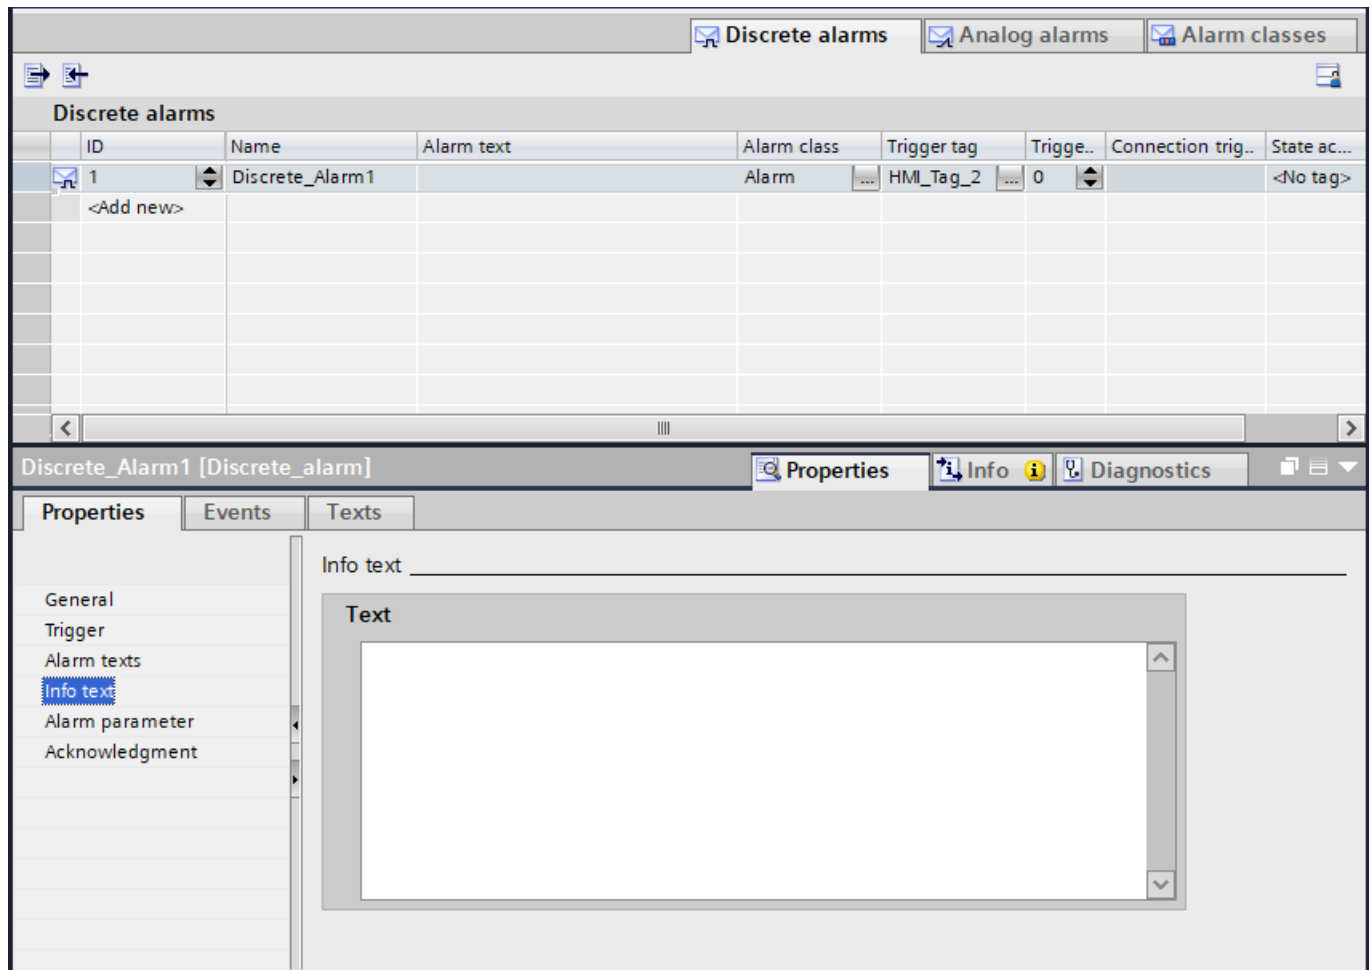 Discrete alarms Analog alarms Alarm classes
Discrete alarms
ID Name Alarm text Alarm class Trigger tag Trigge.. Connection trig.. State ac...
1 Discrete_Alarm1 Alarm ... HMI_Tag_2 ... 0 <No tag>
<Add new>
Discrete_Alarm1 [Discrete_alarm] Properties Info Diagnostics
Properties Events Texts
Info text
General
Text
Trigger
Alarm texts
Info text
Alarm parameter
Acknowledgment